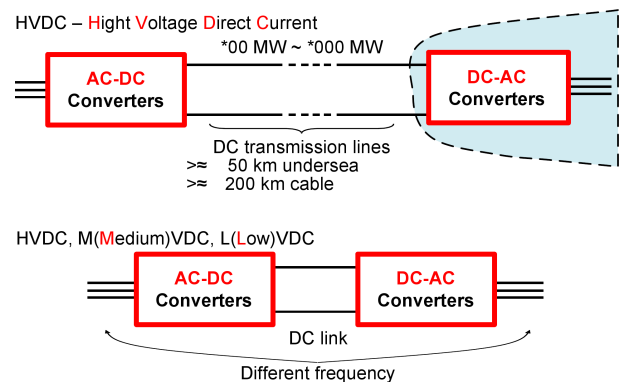 HVDC – Hight Voltage Direct Current
*00 MW ~ *000 MW
AC-DC
Converters
DC-AC
Converters
DC transmission lines
>≈ 50 km undersea
>≈ 200 km cable
HVDC, M(Medium)VDC, L(Low)VDC
AC-DC
Converters
DC-AC
Converters
DC link
Different frequency